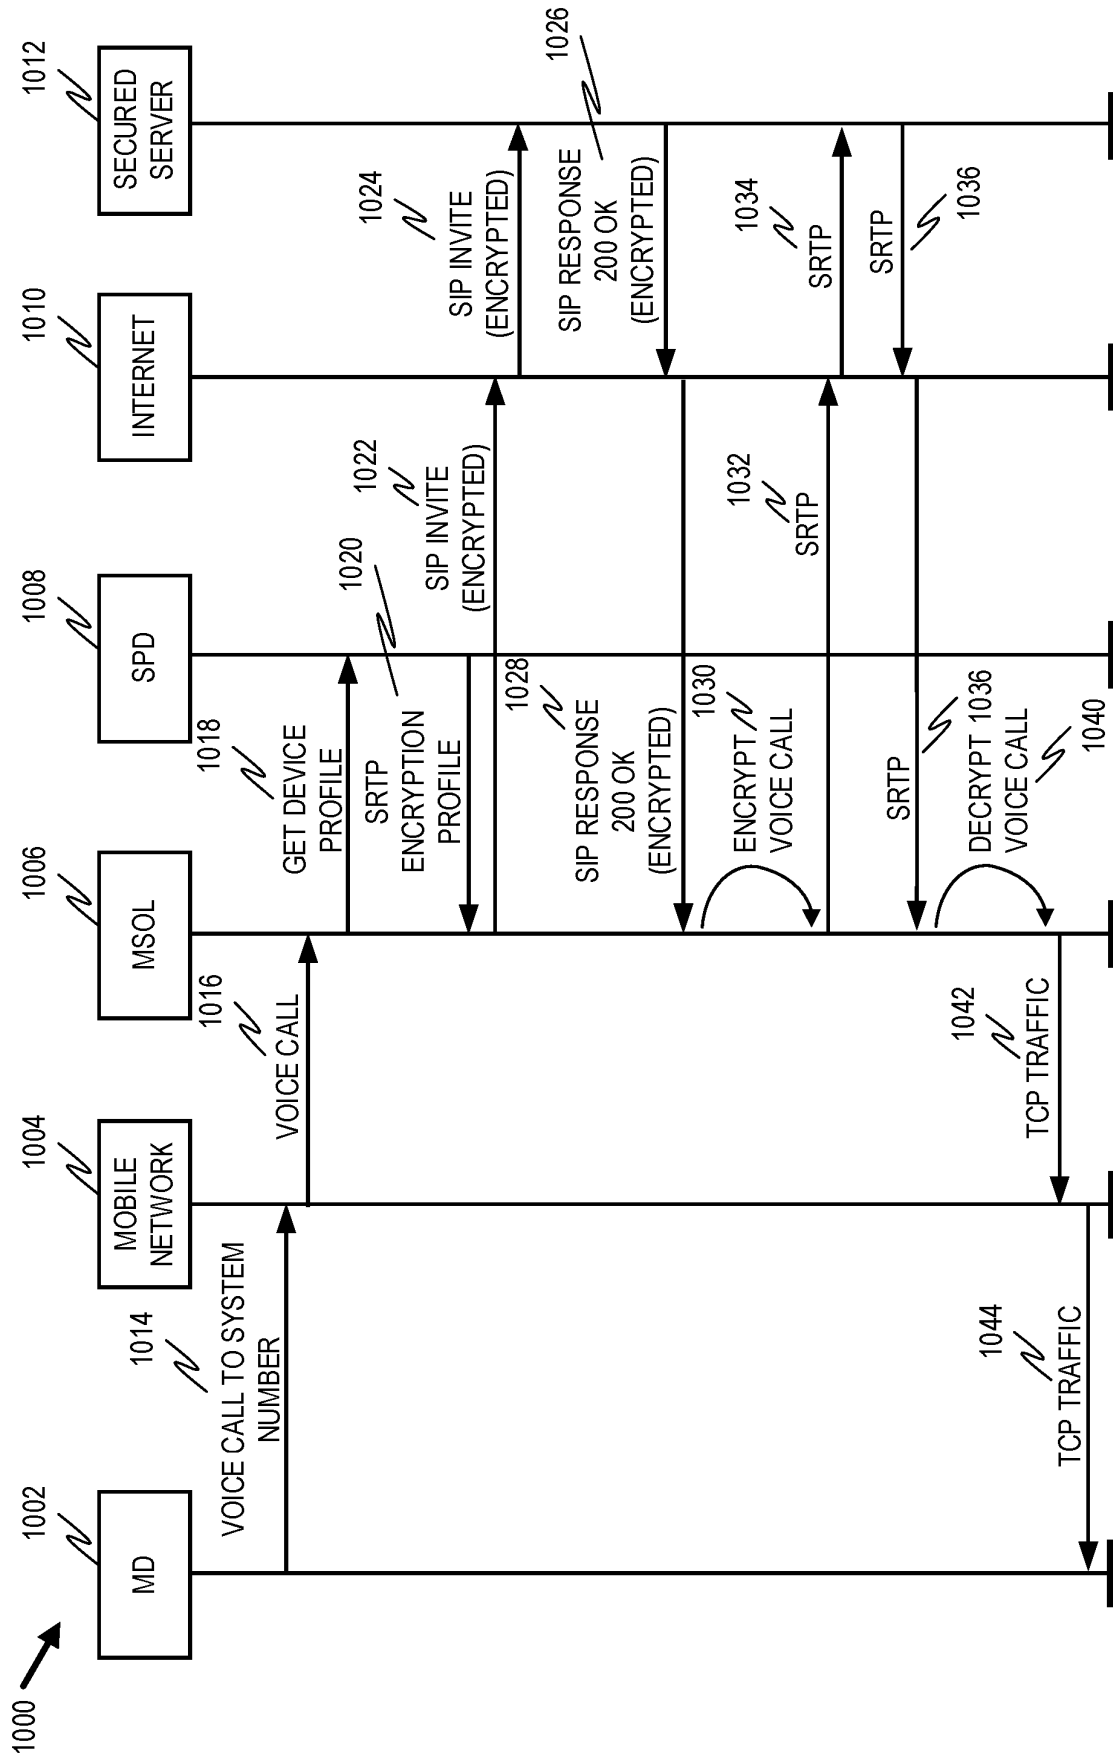 1000
1002
MD
1004
MOBILE
NETWORK
1006
MSOL
1008
SPD
1010
INTERNET
1012
SECURED
SERVER
1014
VOICE CALL TO SYSTEM
NUMBER
1016
VOICE CALL
1018
GET DEVICE
PROFILE
1020
SRTP
ENCRYPTION
PROFILE
1022
SIP INVITE
(ENCRYPTED)
1024
SIP INVITE
(ENCRYPTED)
1026
SIP RESPONSE
200 OK
(ENCRYPTED)
1028
SIP RESPONSE
200 OK
(ENCRYPTED)
1030
ENCRYPT
VOICE CALL
1032
SRTP
1034
SRTP
SRTP
1036
SRTP
1036
DECRYPT
VOICE CALL
1040
1042
TCP TRAFFIC
1044
TCP TRAFFIC